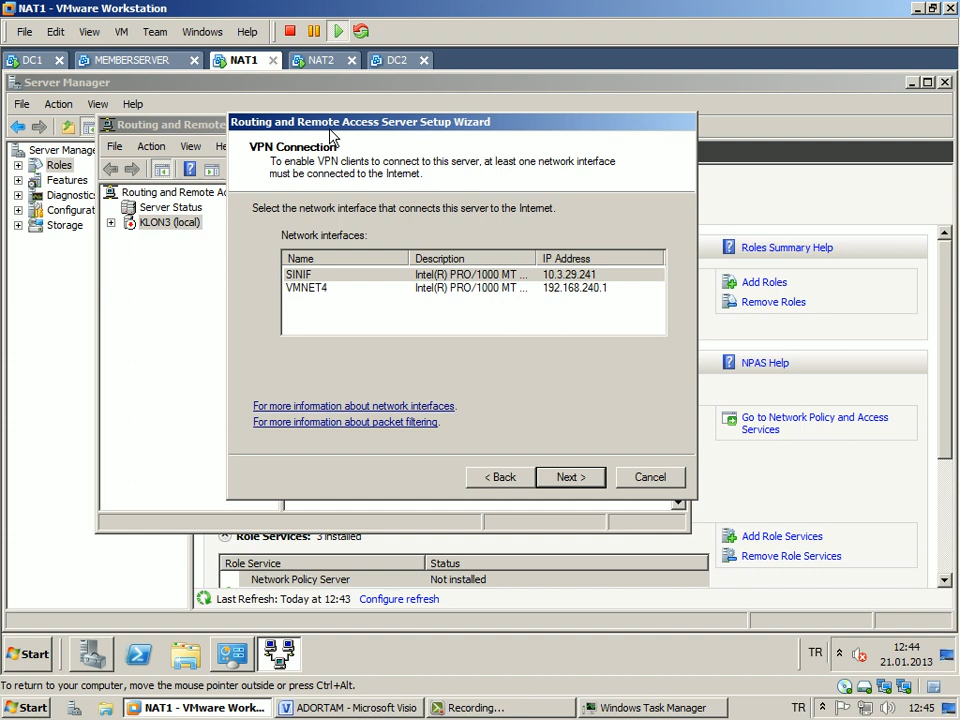 NAT1 - VMware Workstation
File Edit View VM Team Windows Help
DC1 MEMBERSERVER NAT1 NAT2 DC2
Server Manager
File Action View Help
Routing and Remote
File Action View He
Server Manage
Roles
Features
Diagnostic
Configurat
Storage
Routing and Remote Ac
Server Status
KLON3 (local)
Routing and Remote Access Server Setup Wizard
VPN Connection
To enable VPN clients to connect to this server, at least one network interface
must be connected to the Internet.
Select the network interface that connects this server to the Internet.
Network interfaces:
Name Description IP Address
SINIF Intel(R) PRO/1000 MT ... 10.3.29.241
VMNET4 Intel(R) PRO/1000 MT ... 192.168.240.1
For more information about network interfaces.
For more information about packet filtering.
< Back Next > Cancel
Roles Summary Help
Add Roles
Remove Roles
NPAS Help
Go to Network Policy and Access
Services
Role Services: 3 installed
Add Role Services
Remove Role Services
Role Service Status
Network Policy Server Not installed
Last Refresh: Today at 12:43 Configure refresh
Start TR 12:44
21.01.2013
To return to your computer, move the mouse pointer outside or press Ctrl+Alt.
Start NAT1 - VMware Work... ADORTAM - Microsoft Visio Recording... Windows Task Manager TR 12:45